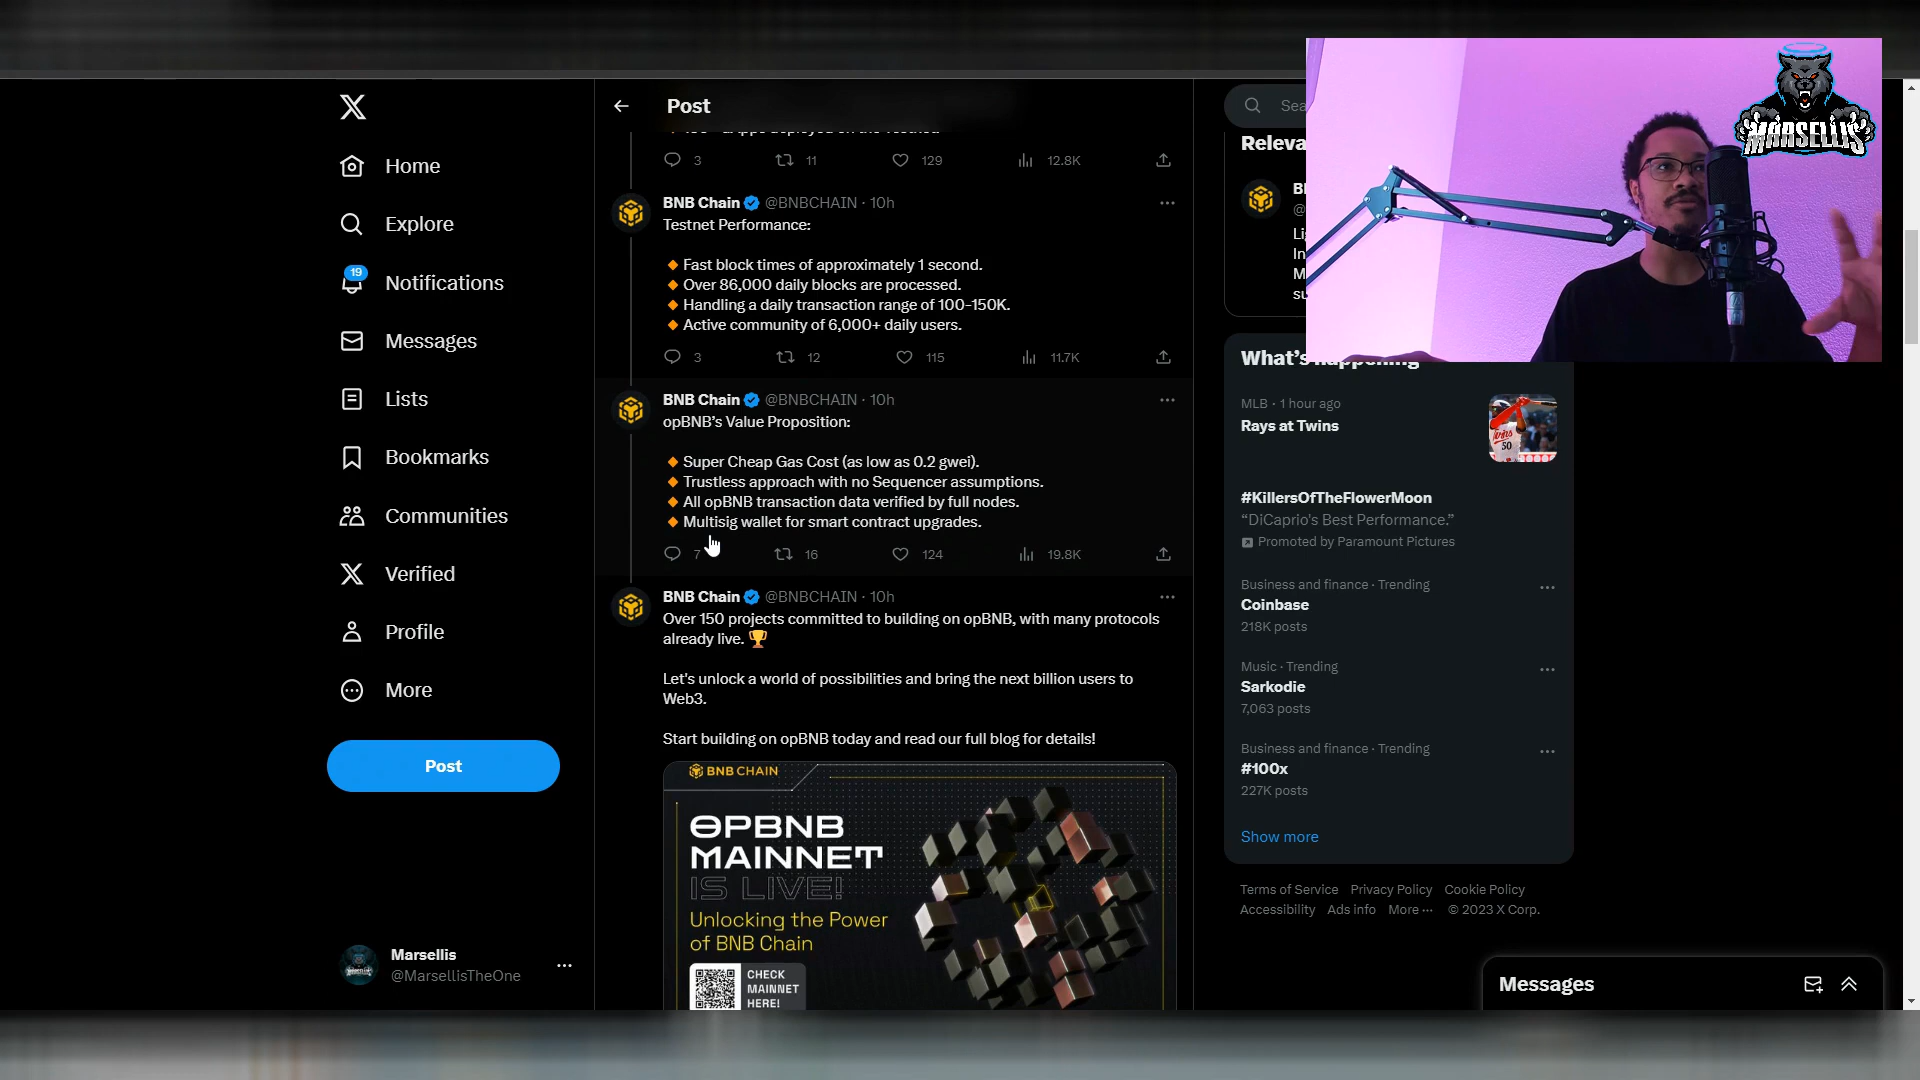 Post
3 11 129 12.8K
BNB Chain @BNBCHAIN · 10h
Testnet Performance:
Fast block times of approximately 1 second.
Over 86,000 daily blocks are processed.
Handling a daily transaction range of 100-150K.
Active community of 6,000+ daily users.
3 12 115 11.7K
BNB Chain @BNBCHAIN · 10h
opBNB's Value Proposition:
Super Cheap Gas Cost (as low as 0.2 gwei).
Trustless approach with no Sequencer assumptions.
All opBNB transaction data verified by full nodes.
Multisig wallet for smart contract upgrades.
7 16 124 19.8K
BNB Chain @BNBCHAIN · 10h
Over 150 projects committed to building on opBNB, with many protocols
already live.
Let's unlock a world of possibilities and bring the next billion users to
Web3.
Start building on opBNB today and read our full blog for details!
BNB CHAIN
OPBNB
MAINNET
IS LIVE!
Unlocking the Power
of BNB Chain
CHECK
MAINNET
HERE!
Home
Explore
19
Notifications
Messages
Lists
Bookmarks
Communities
Verified
Profile
More
Post
Marsellis
@MarsellisTheOne
MARSELLIS
What's happening
MLB · 1 hour ago
Rays at Twins
#KillersOfTheFlowerMoon
“DiCaprio's Best Performance.”
Promoted by Paramount Pictures
Business and finance · Trending
Coinbase
218K posts
Music · Trending
Sarkodie
7,063 posts
Business and finance · Trending
#100x
227K posts
Show more
Terms of Service Privacy Policy Cookie Policy
Accessibility Ads info More ··· © 2023 X Corp.
Messages